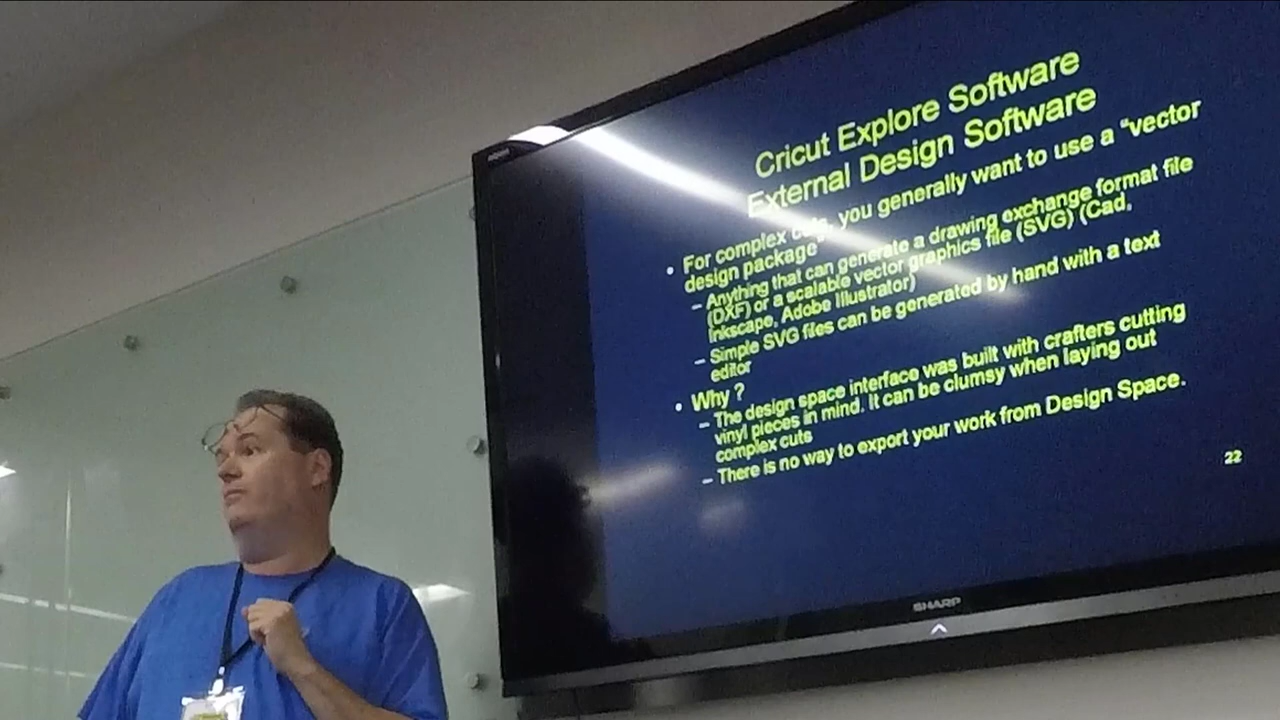 Cricut Explore Software
External Design Software
• For complex cuts, you generally want to use a “vector
design package”
– Anything that can generate a drawing exchange format file
(DXF) or a scalable vector graphics file (SVG) (Cad,
Inkscape, Adobe Illustrator)
– Simple SVG files can be generated by hand with a text
editor
• Why ?
– The design space interface was built with crafters cutting
vinyl pieces in mind. It can be clumsy when laying out
complex cuts
– There is no way to export your work from Design Space.
22
SHARP